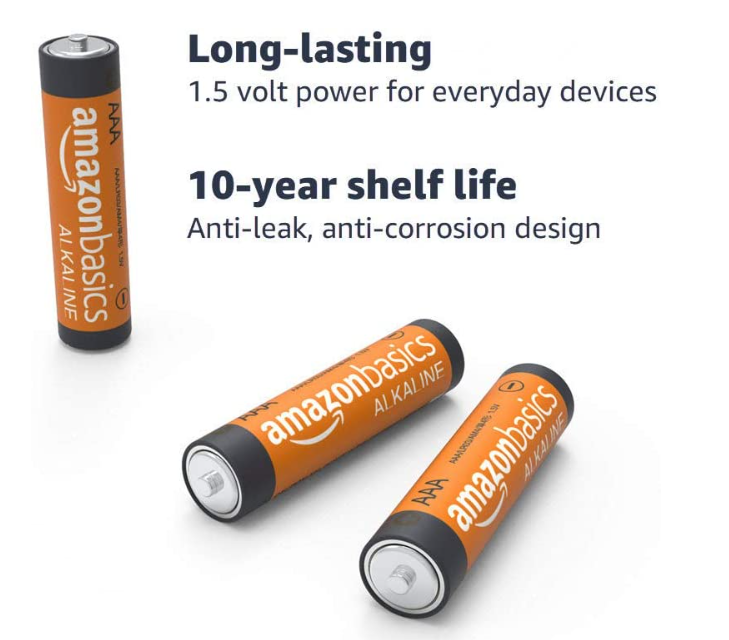 Long-lasting
1.5 volt power for everyday devices
10-year shelf life
Anti-leak, anti-corrosion design
AAA
amazonbasics
ALKALINE
AAA
amazonbasics
ALKALINE
AAA
amazonbasics
ALKALINE